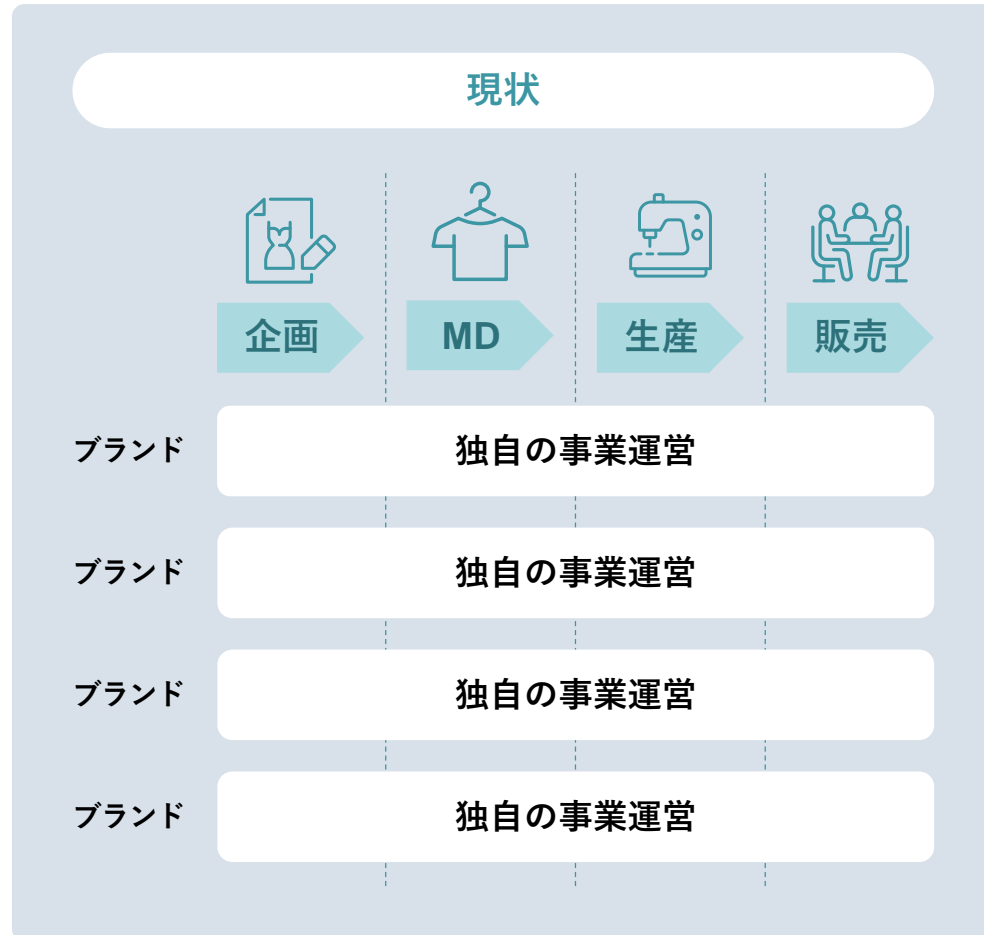 現状
企画
MD
生産
販売
ブランド
独自の事業運営
ブランド
独自の事業運営
ブランド
独自の事業運営
ブランド
独自の事業運営